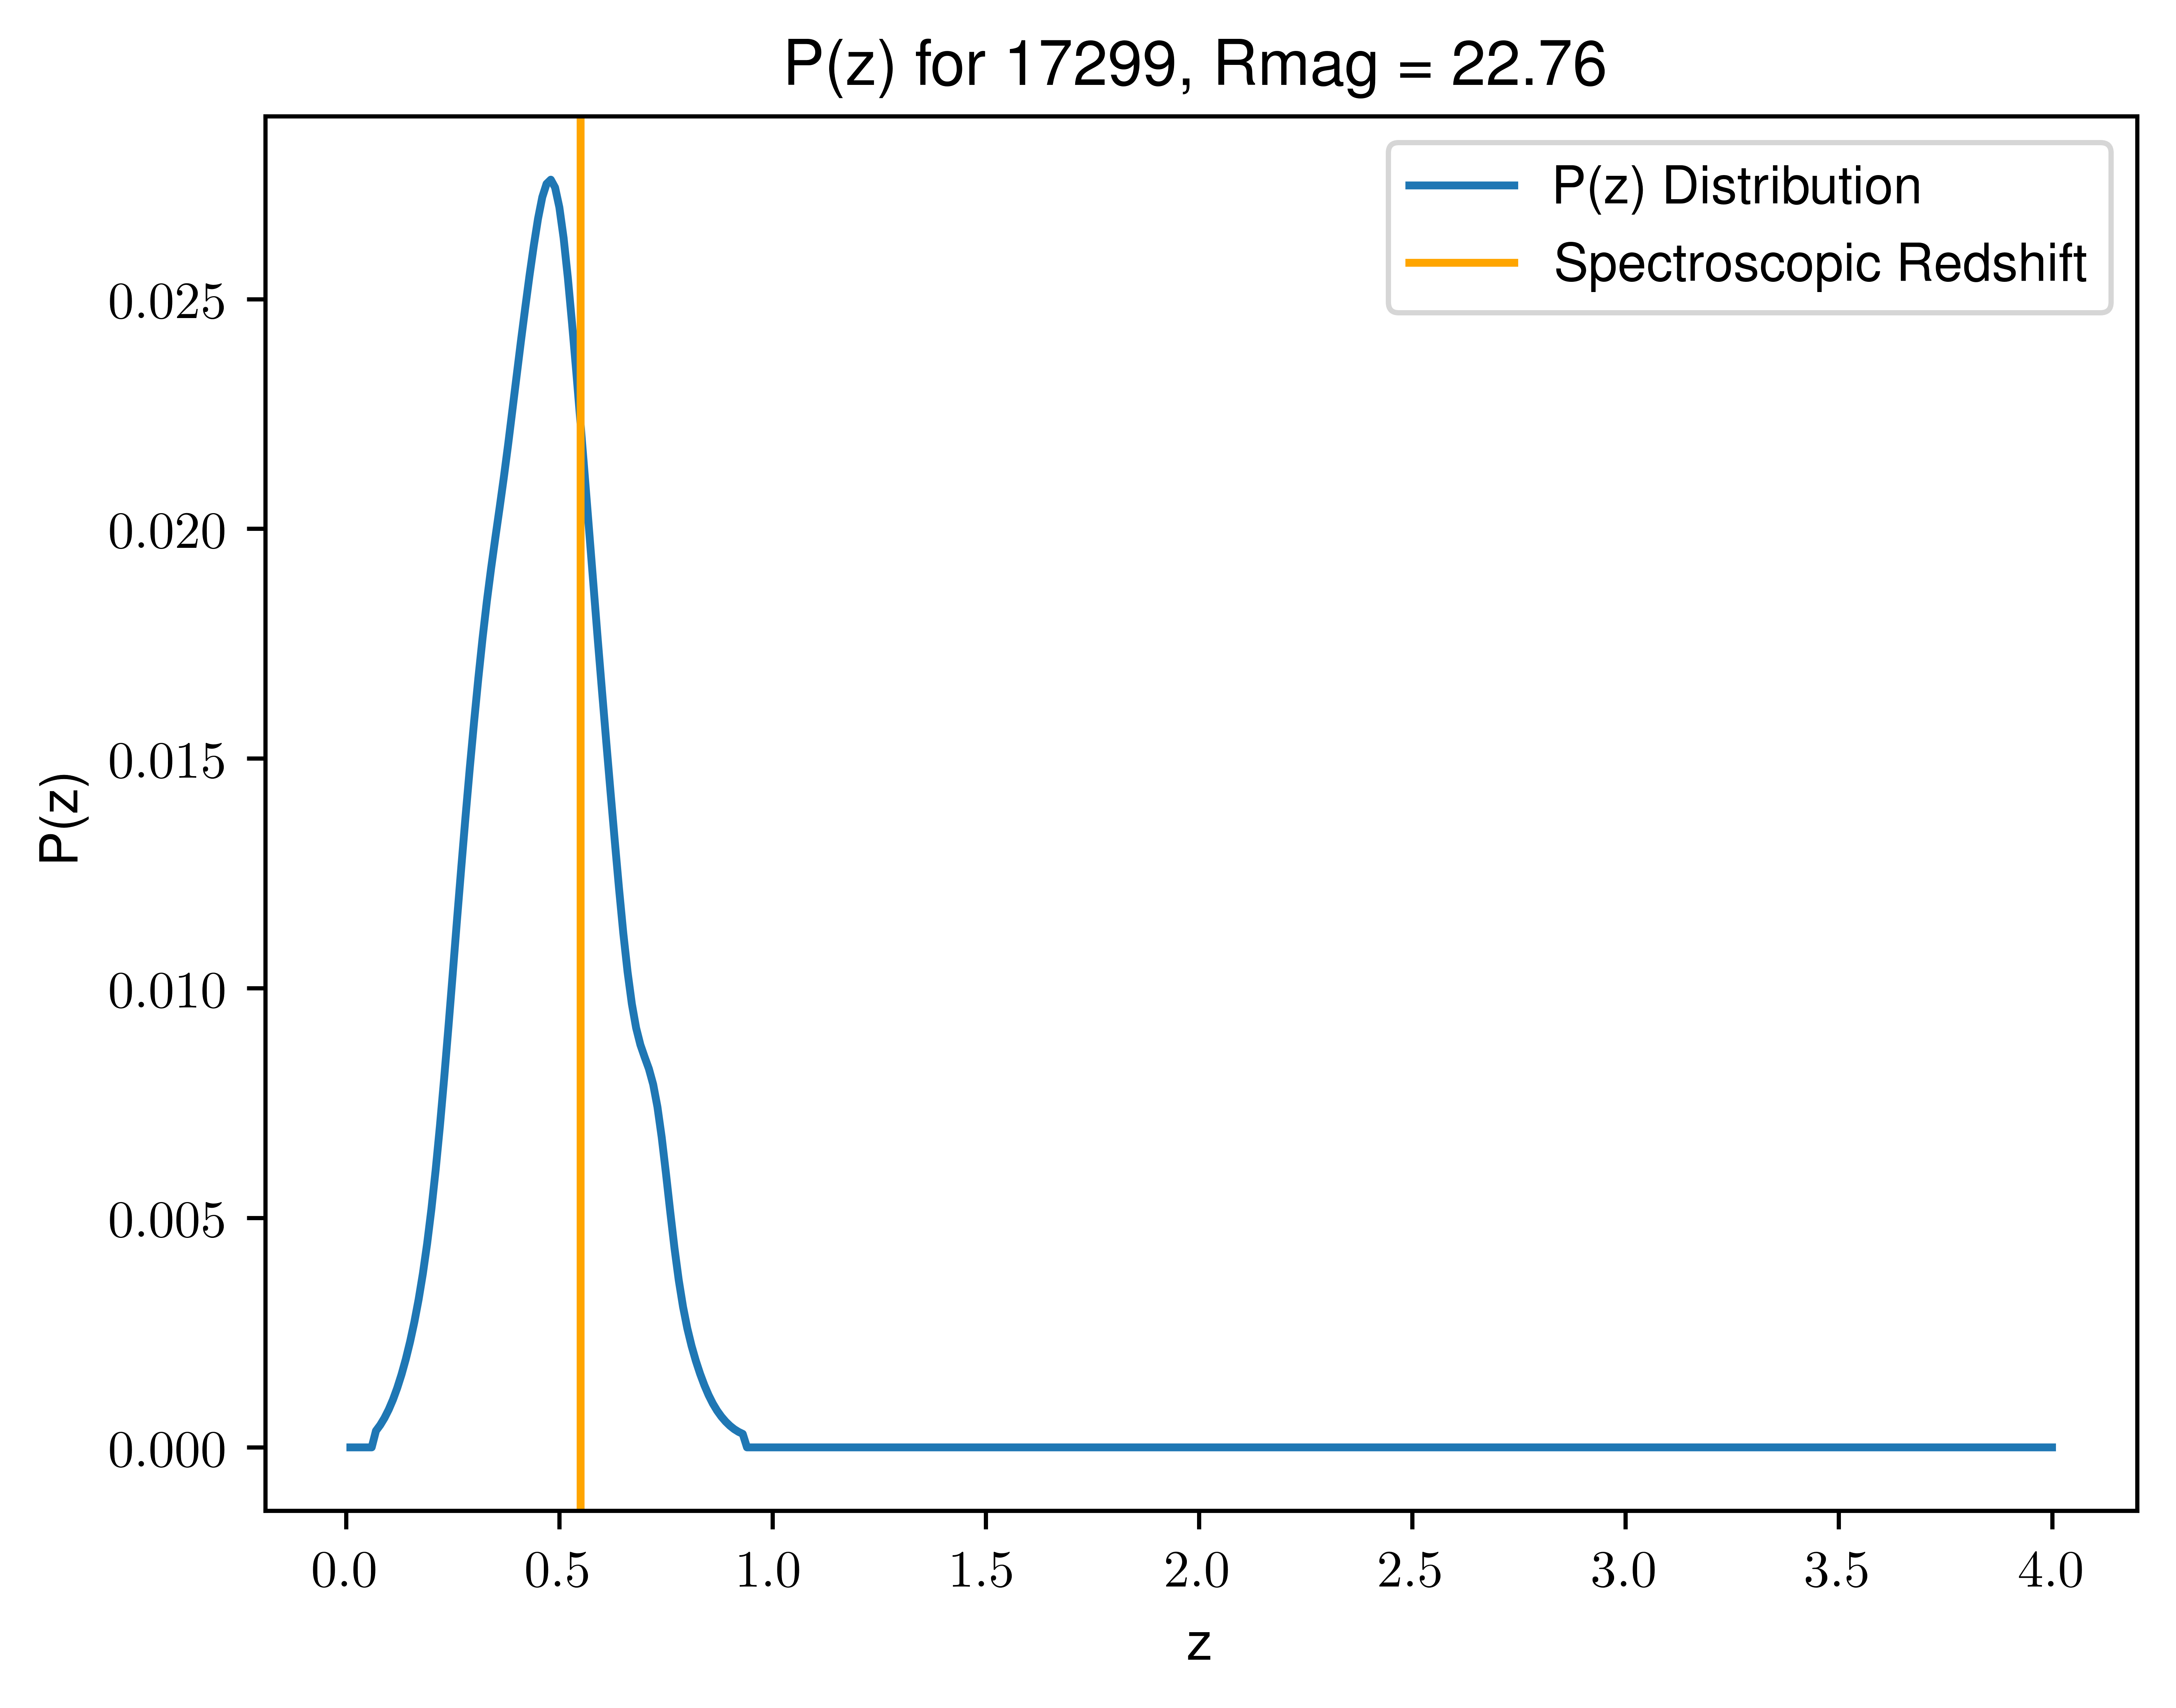 P(z) for 17299, Rmag = 22.76
P(z) Distribution
Spectroscopic Redshift
P(z)
0.025
0.020
0.015
0.010
0.005
0.000
0.0 0.5 1.0 1.5 2.0 2.5 3.0 3.5 4.0
z